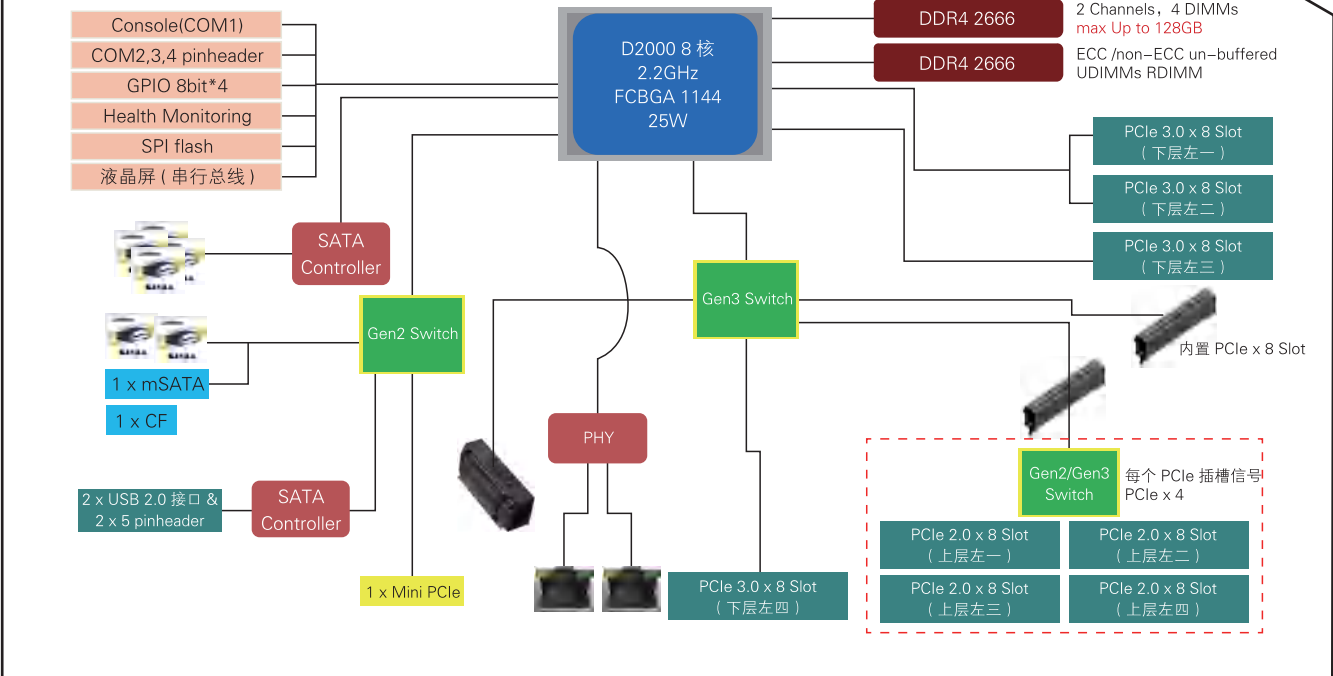 Console(COM1)
COM2,3,4 pinheader
GPIO 8bit*4
Health Monitoring
SPI flash
液晶屏 ( 串行总线 )
D2000 8 核
2.2GHz
FCBGA 1144
25W
DDR4 2666
2 Channels, 4 DIMMs
max Up to 128GB
DDR4 2666
ECC /non-ECC un-buffered
UDIMMs RDIMM
PCIe 3.0 x 8 Slot
( 下层左一 )
PCIe 3.0 x 8 Slot
( 下层左二 )
PCIe 3.0 x 8 Slot
( 下层左三 )
SATA
Controller
Gen3 Switch
Gen2 Switch
内置 PCIe x 8 Slot
1 x mSATA
1 x CF
PHY
Gen2/Gen3
Switch
每个 PCIe 插槽信号
PCIe x 4
2 x USB 2.0 接口 &
2 x 5 pinheader
SATA
Controller
1 x Mini PCIe
PCIe 3.0 x 8 Slot
( 下层左四 )
PCIe 2.0 x 8 Slot
( 上层左一 )
PCIe 2.0 x 8 Slot
( 上层左二 )
PCIe 2.0 x 8 Slot
( 上层左三 )
PCIe 2.0 x 8 Slot
( 上层左四 )